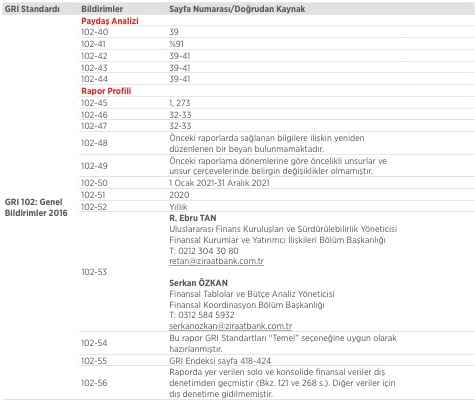 GRI Standardı Bildirimler Sayfa Numarası/Doğrudan Kaynak
Paydaş Analizi
102-40 39
102-41 %91
102-42 39-41
102-43 39-41
102-44 39-41
Rapor Profili
102-45 1, 273
102-46 32-33
102-47 32-33
102-48 Önceki raporlarda sağlanan bilgilere ilişkin yeniden
düzenlenen bir beyan bulunmamaktadır.
102-49 Önceki raporlama dönemlerine göre öncelikli unsurlar ve
unsur çerçevelerinde belirgin değişiklikler olmamıştır.
102-50 1 Ocak 2021-31 Aralık 2021
102-51 2020
GRI 102: Genel
Bildirimler 2016
102-52 Yıllık
102-53
R. Ebru TAN
Uluslararası Finans Kuruluşları ve Sürdürülebilirlik Yöneticisi
Finansal Kurumlar ve Yatırımcı İlişkileri Bölüm Başkanlığı
T: 0212 304 30 80
retan@ziraatbank.com.tr
Serkan ÖZKAN
Finansal Tablolar ve Bütçe Analiz Yöneticisi
Finansal Koordinasyon Bölüm Başkanlığı
T: 0312 584 5932
serkanozkan@ziraatbank.com.tr
102-54 Bu rapor GRI Standartları “Temel” seçeneğine uygun olarak
hazırlanmıştır.
102-55 GRI Endeksi sayfa 418-424
102-56 Raporda yer verilen solo ve konsolide finansal veriler dış
denetimden geçmiştir (Bkz. 121 ve 268 s.). Diğer veriler için
dış denetime gidilmemiştir.